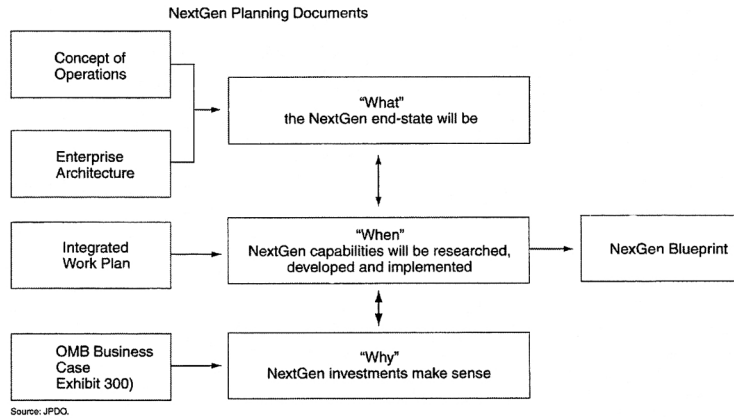 NextGen Planning Documents
Concept of
Operations
"What"
the NextGen end-state will be
Enterprise
Architecture
Integrated
Work Plan
"When"
NextGen capabilities will be researched,
developed and implemented
NexGen Blueprint
OMB Business
Case
Exhibit 300)
"Why"
NextGen investments make sense
Source: JPDO.